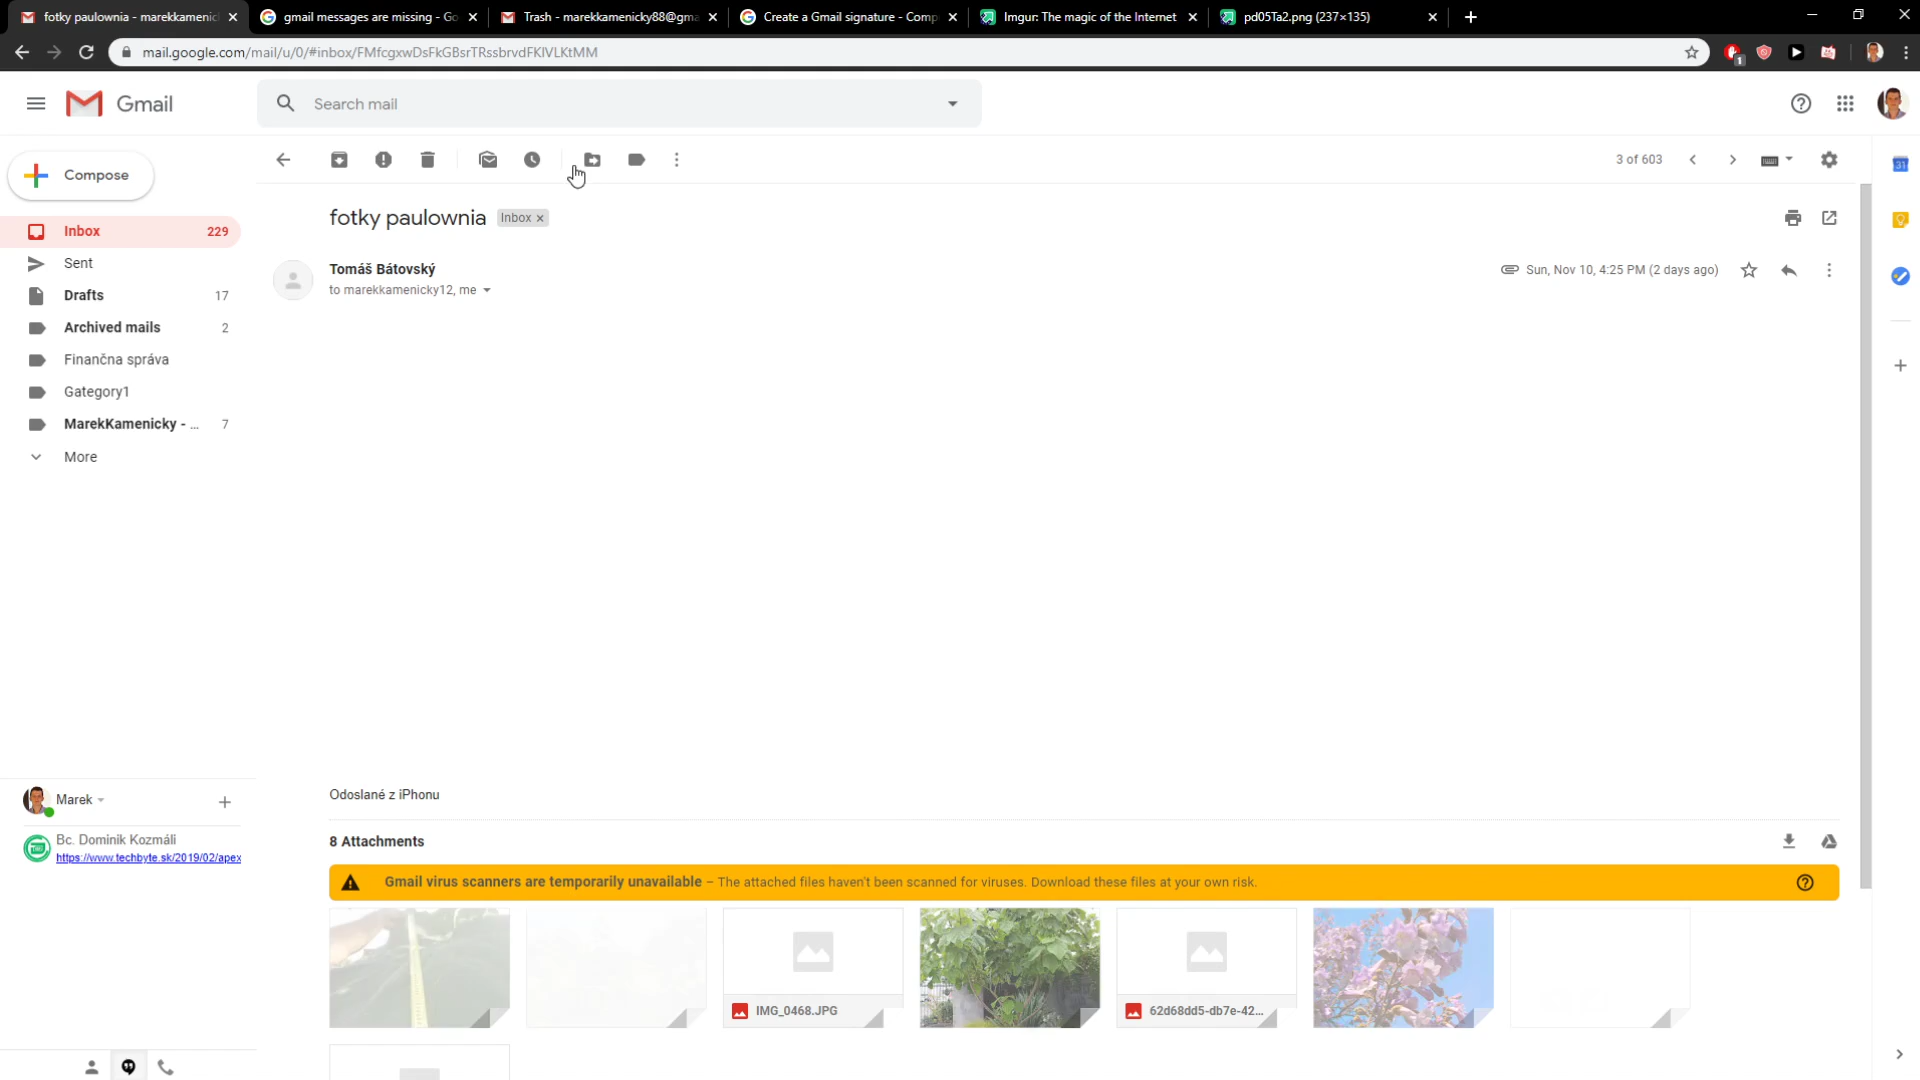 fotky paulownia - marekkamenic
gmail messages are missing - Go
Trash - marekkamenicky88@gma
Create a Gmail signature - Comp
Imgur: The magic of the Internet
pd05Ta2.png (237×135)
mail.google.com/mail/u/0/#inbox/FMfcgxwDsFkGBsrTRssbrvdFKlVLKtMM
1
Gmail
Search mail
Compose
3 of 603
31
Inbox 229
Sent
Drafts 17
Archived mails 2
Finančna správa
Gategory1
MarekKamenicky - ... 7
More
fotky paulownia Inbox ×
Tomáš Bátovský
to marekkamenicky12, me
Sun, Nov 10, 4:25 PM (2 days ago)
Odoslané z iPhonu
8 Attachments
Gmail virus scanners are temporarily unavailable – The attached files haven't been scanned for viruses. Download these files at your own risk.
IMG_0468.JPG
62d68dd5-db7e-42...
Marek
Bc. Dominik Kozmáli
https://www.techbyte.sk/2019/02/apex